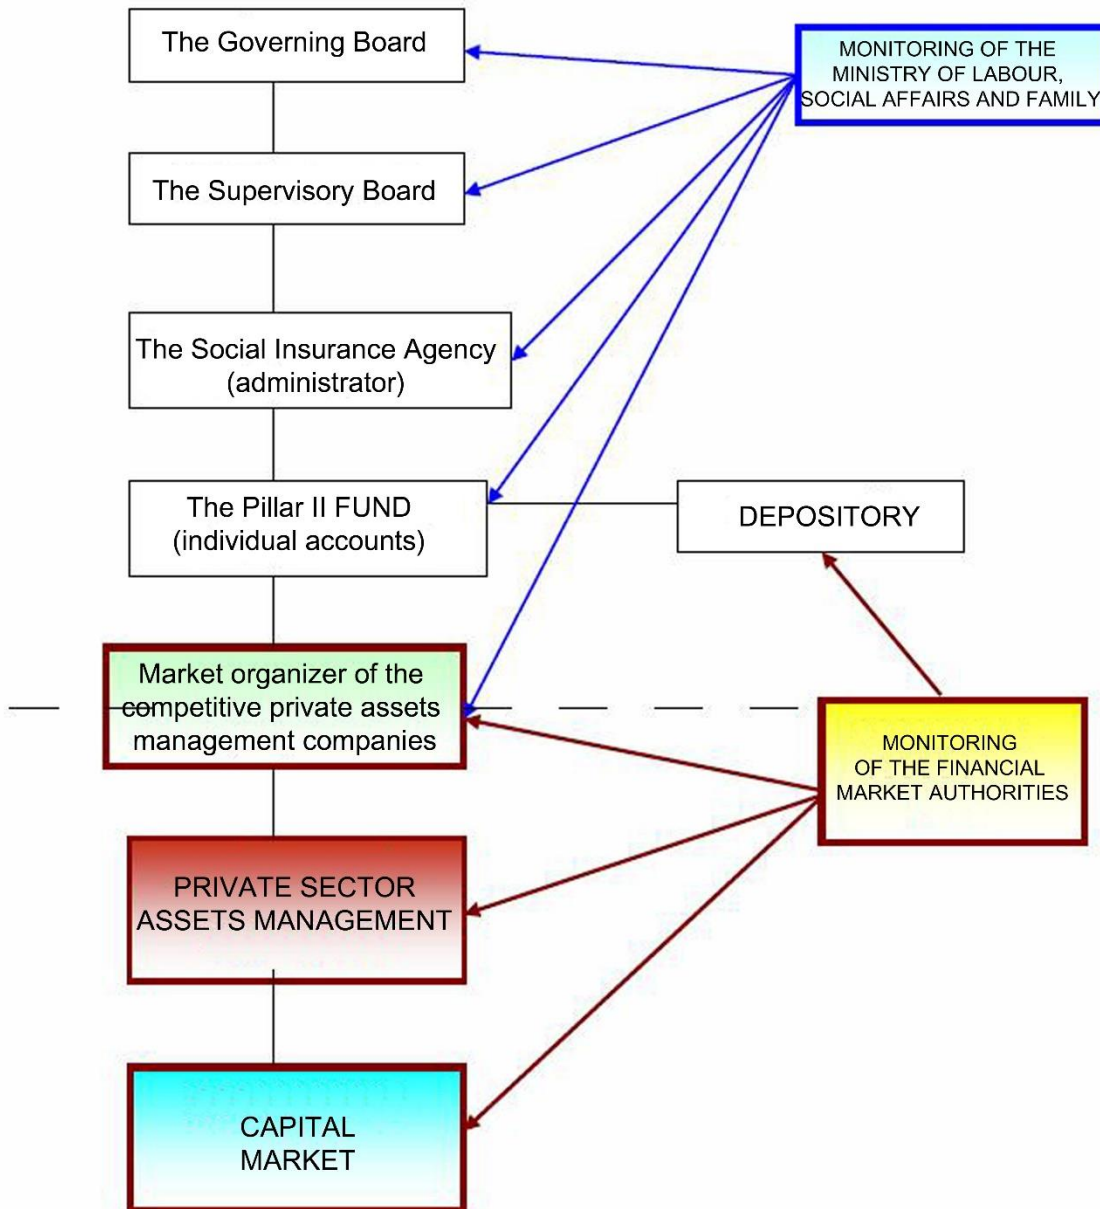 The Governing Board
MONITORING OF THE
MINISTRY OF LABOUR,
SOCIAL AFFAIRS AND FAMILY
The Supervisory Board
The Social Insurance Agency
(administrator)
The Pillar II FUND
(individual accounts)
DEPOSITORY
Market organizer of the
competitive private assets
management companies
MONITORING
OF THE FINANCIAL
MARKET AUTHORITIES
PRIVATE SECTOR
ASSETS MANAGEMENT
CAPITAL
MARKET